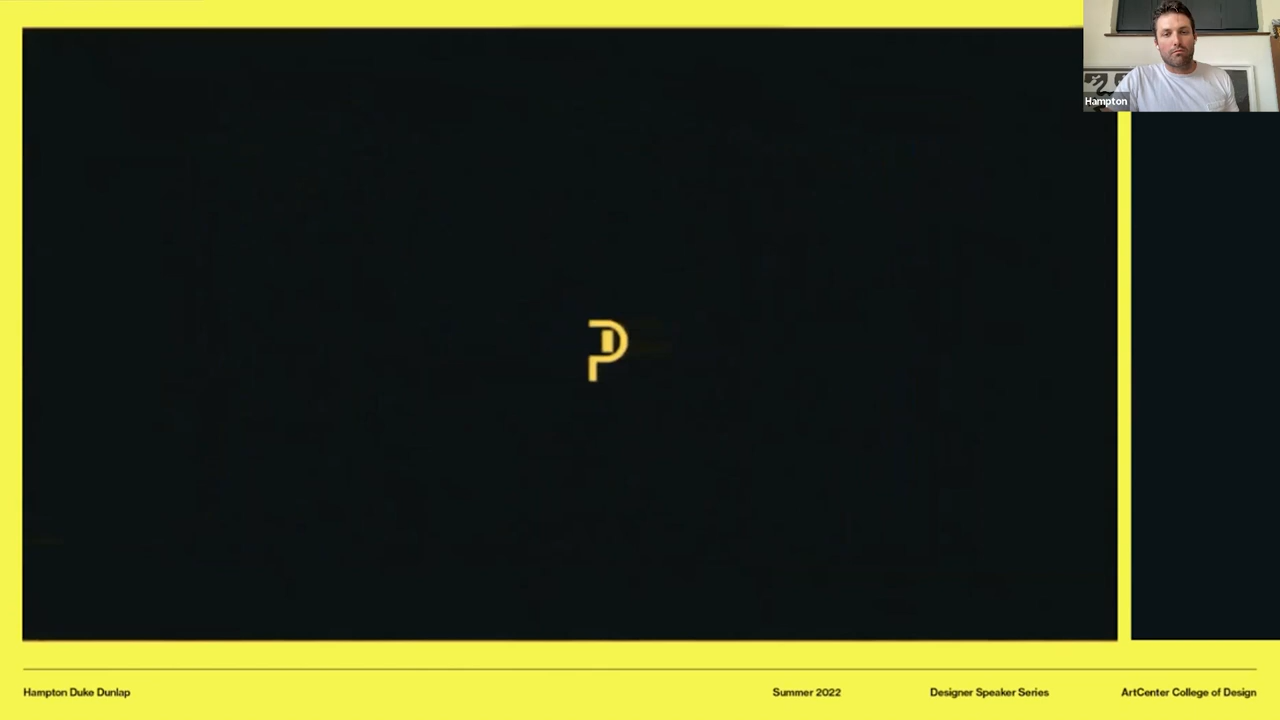 Hampton
P
Hampton Duke Dunlap
Summer 2022
Designer Speaker Series
ArtCenter College of Design